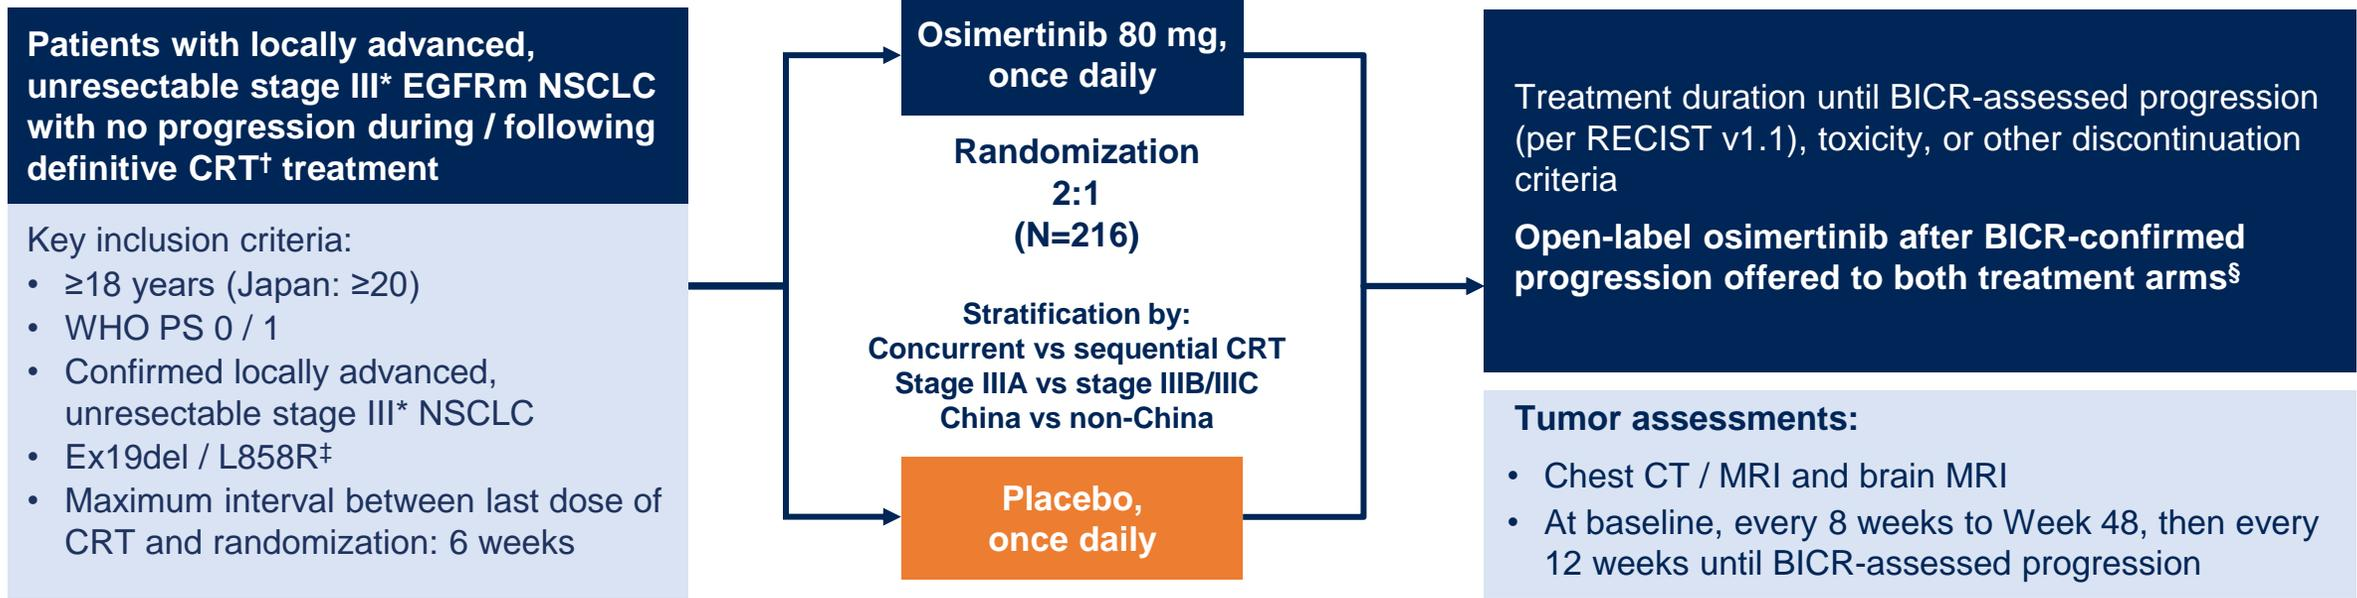 Patients with locally advanced,
unresectable stage III* EGFRm NSCLC
with no progression during / following
definitive CRT† treatment
Key inclusion criteria:
• ≥18 years (Japan: ≥20)
• WHO PS 0 / 1
• Confirmed locally advanced,
unresectable stage III* NSCLC
• Ex19del / L858R‡
• Maximum interval between last dose of
CRT and randomization: 6 weeks
Osimertinib 80 mg,
once daily
Randomization
2:1
(N=216)
Stratification by:
Concurrent vs sequential CRT
Stage IIIA vs stage IIIB/IIIC
China vs non-China
Placebo,
once daily
Treatment duration until BICR-assessed progression
(per RECIST v1.1), toxicity, or other discontinuation
criteria
Open-label osimertinib after BICR-confirmed
progression offered to both treatment arms§
Tumor assessments:
• Chest CT / MRI and brain MRI
• At baseline, every 8 weeks to Week 48, then every
12 weeks until BICR-assessed progression